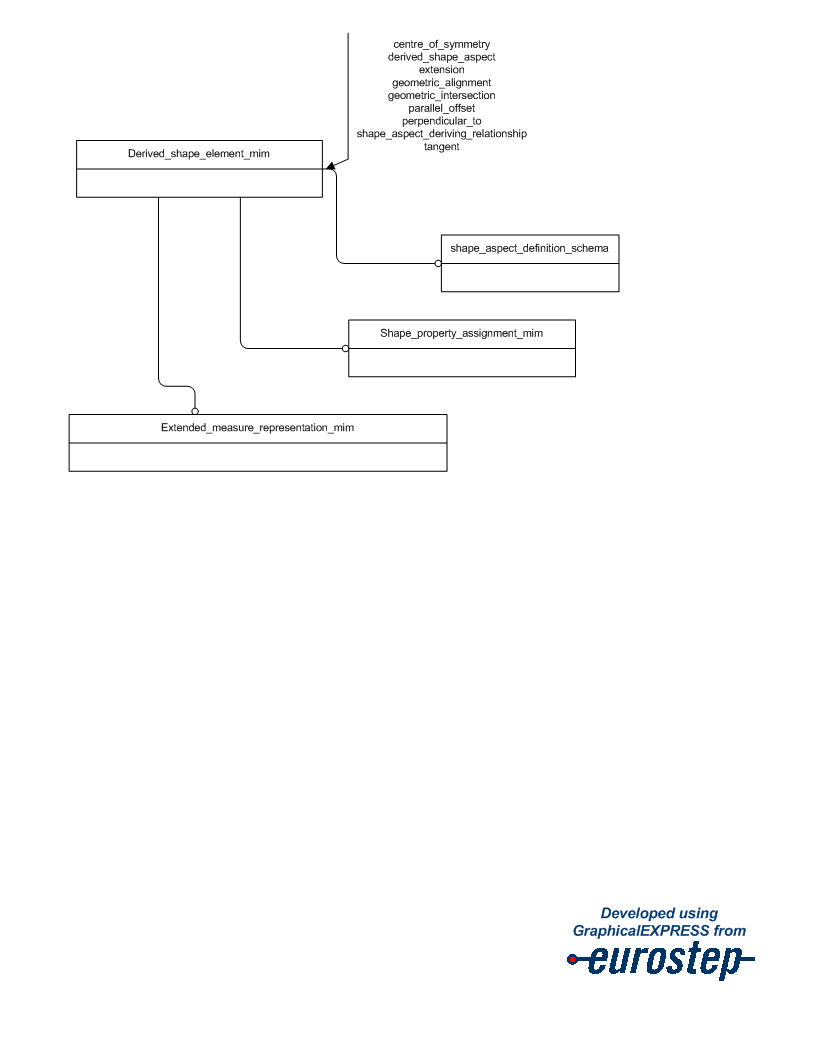 centre_of_symmetry
derived_shape_aspect
extension
geometric_alignment
geometric_intersection
parallel_offset
perpendicular_to
shape_aspect_deriving_relationship
tangent
Derived_shape_element_mim
shape_aspect_definition_schema
Shape_property_assignment_mim
Extended_measure_representation_mim
Developed using
GraphicalEXPRESS from
eurostep